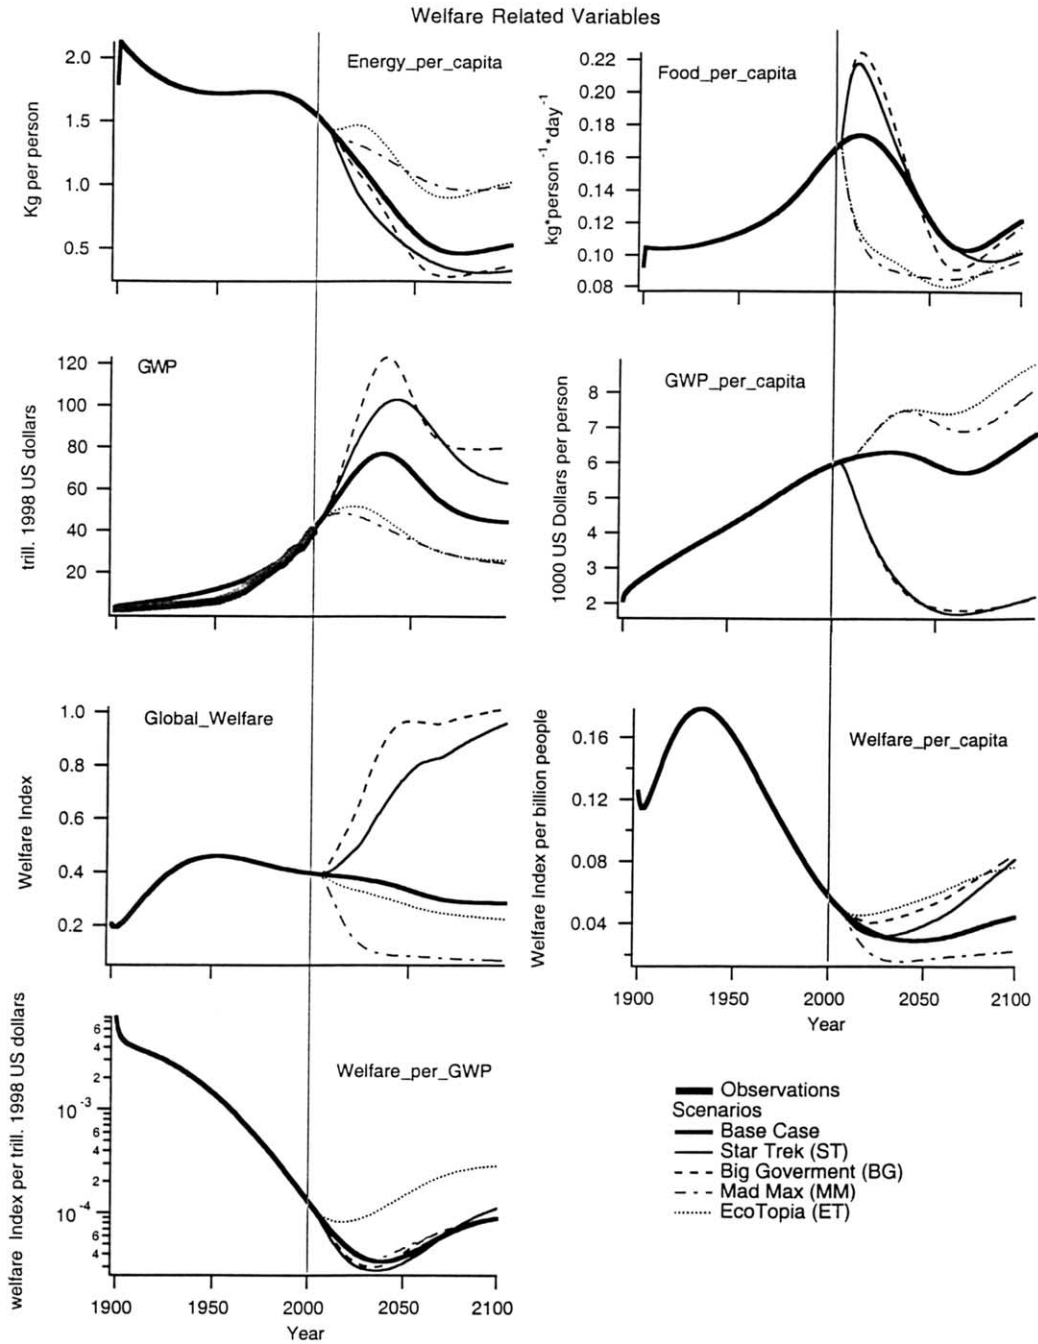 Welfare Related Variables
Energy_per_capita
Kg per person
2.0
1.5
1.0
0.5
Food_per_capita
kg*person⁻¹*day⁻¹
0.22
0.20
0.18
0.16
0.14
0.12
0.10
0.08
GWP
trill. 1998 US dollars
120
100
80
60
40
20
GWP_per_capita
1000 US Dollars per person
8
7
6
5
4
3
2
Global_Welfare
Welfare Index
1.0
0.8
0.6
0.4
0.2
Welfare_per_capita
Welfare Index per billion people
0.16
0.12
0.08
0.04
1900 1950 2000 2050 2100
Year
Welfare_per_GWP
welfare Index per trill. 1998 US dollars
6
4
2
10⁻³
6
4
2
10⁻⁴
6
4
1900 1950 2000 2050 2100
Year
Observations
Scenarios
Base Case
Star Trek (ST)
Big Goverment (BG)
Mad Max (MM)
EcoTopia (ET)